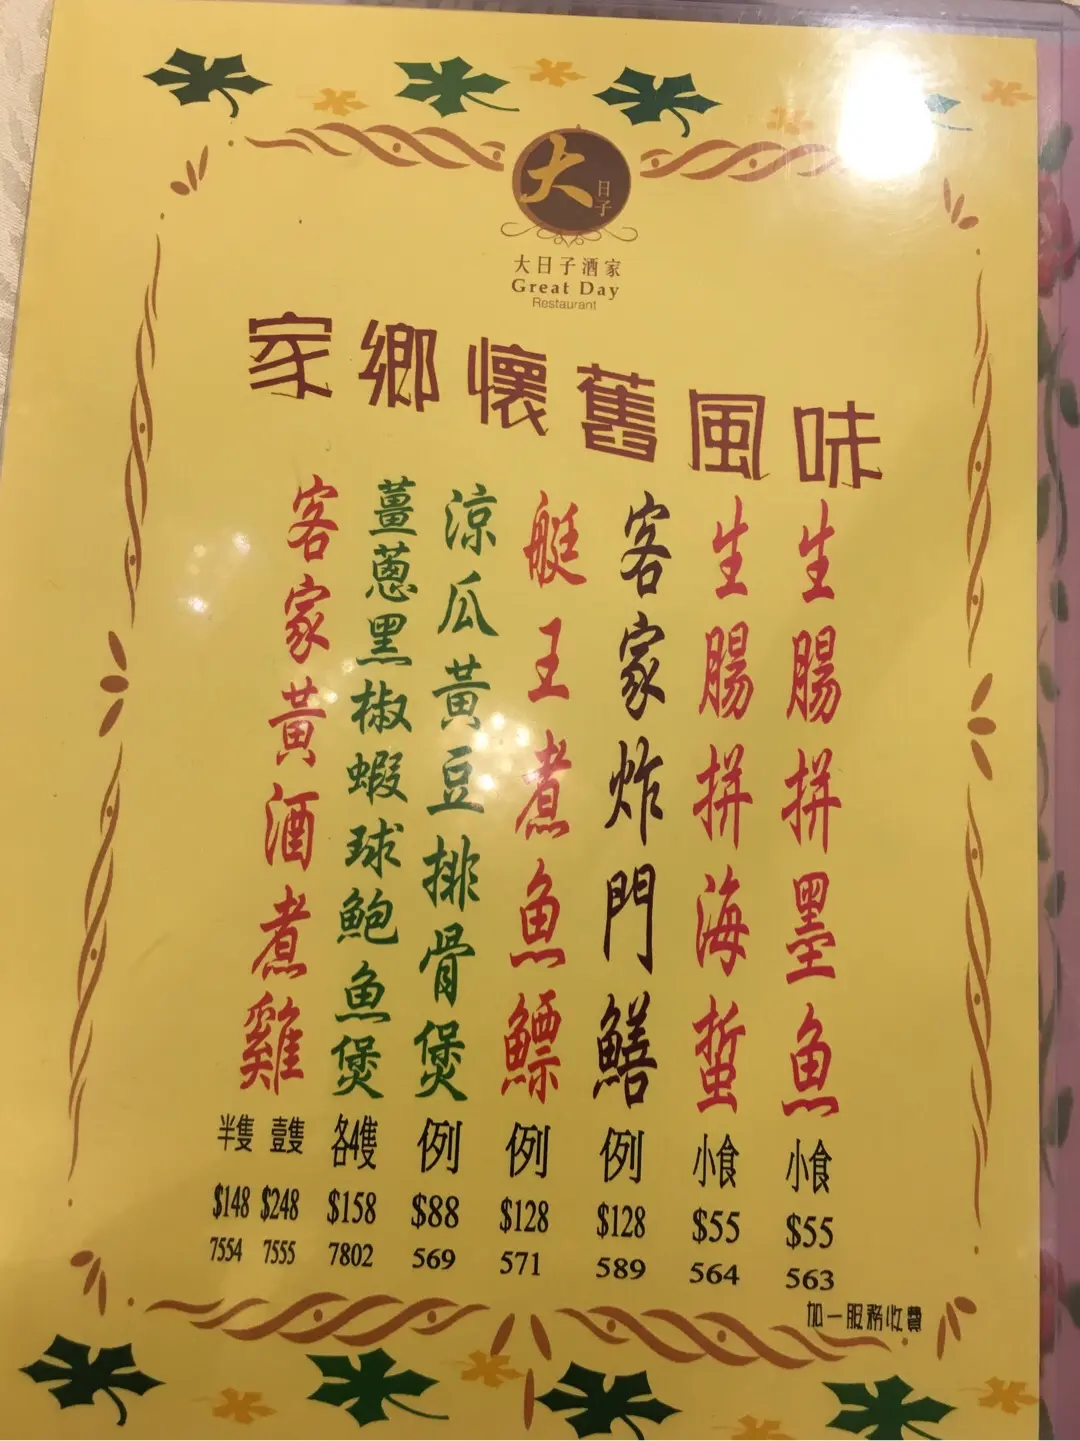 大
日子
大日子酒家
Great Day
Restaurant
家鄉懷舊風味
生腸拼墨魚
小食
$55
563
生腸拼海蜇
小食
$55
564
客家炸門鱔
例
$128
589
艇王煮魚鰾
例
$128
571
涼瓜黃豆排骨煲
例
$88
569
薑蔥黑椒蝦球鮑魚煲
各4隻
$158
7802
客家黃酒煮雞
壹隻
$248
7555
半隻
$148
7554
加一服務收費